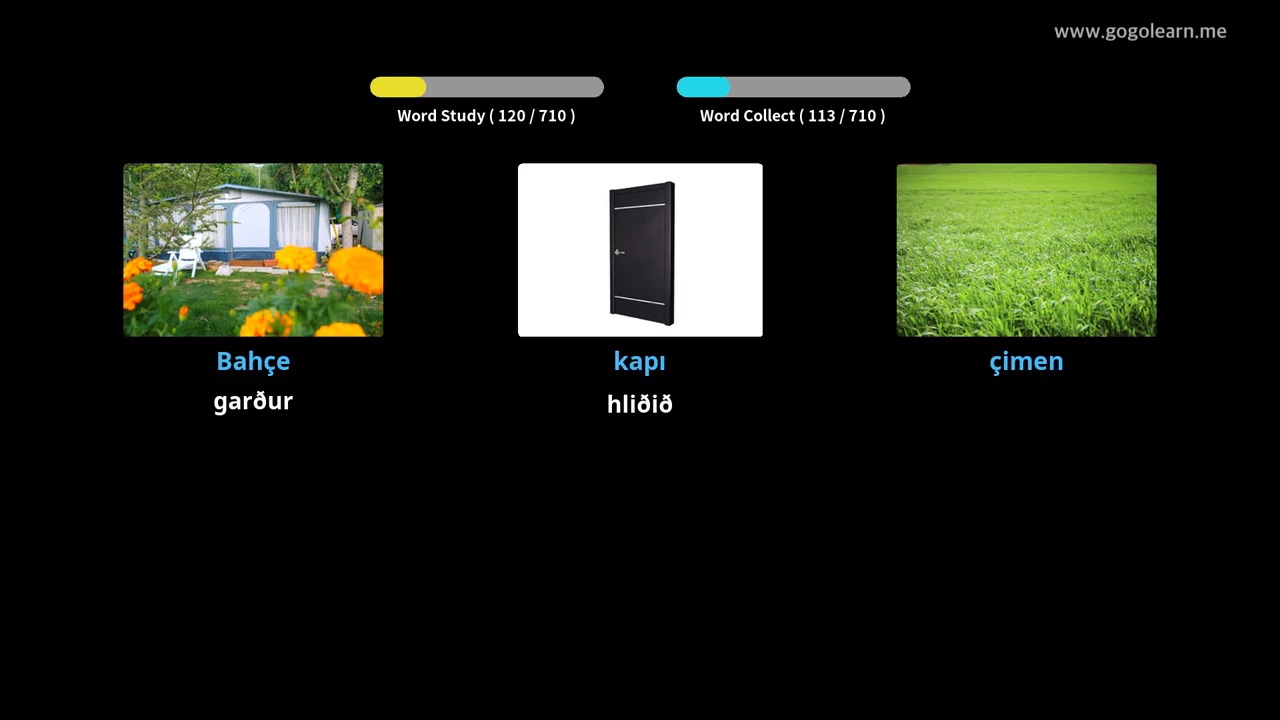 www.gogolearn.me
Word Study ( 120 / 710 )
Word Collect ( 113 / 710 )
Bahçe
kapı
çimen
garður
hliðið